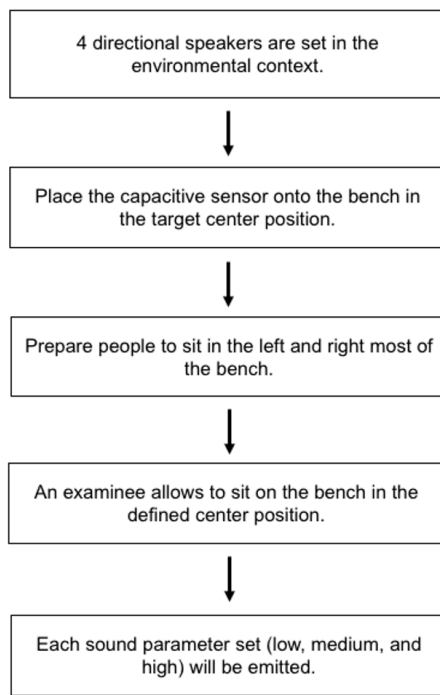 4 directional speakers are set in the
environmental context.
Place the capacitive sensor onto the bench in
the target center position.
Prepare people to sit in the left and right most of
the bench.
An examinee allows to sit on the bench in the
defined center position.
Each sound parameter set (low, medium, and
high) will be emitted.